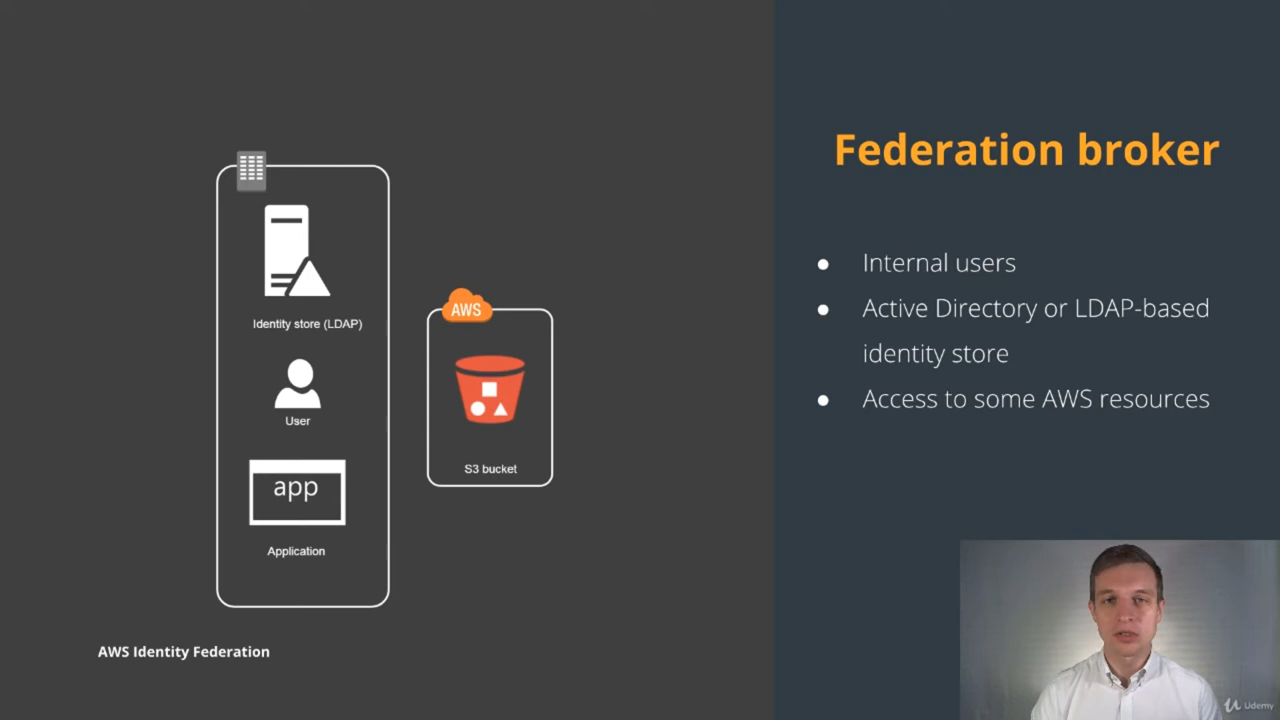 Federation broker
Internal users
Active Directory or LDAP-based
identity store
Access to some AWS resources
Identity store (LDAP)
User
app
Application
AWS
S3 bucket
AWS Identity Federation
Udemy